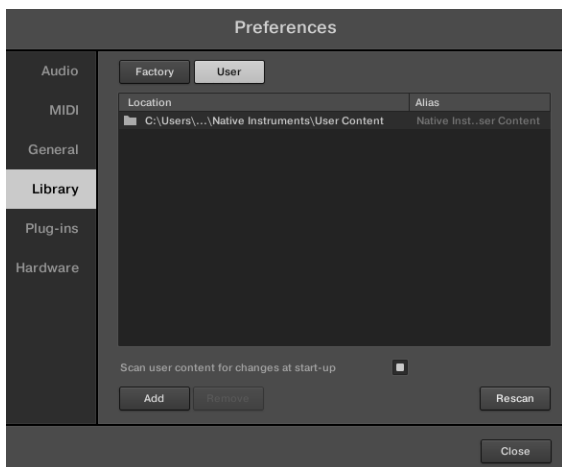 Preferences
Audio
MIDI
General
Library
Plug-ins
Hardware
Factory User
Location Alias
C:\Users\...\Native Instruments\User Content Native Inst..ser Content
Scan user content for changes at start-up
Add Remove Rescan
Close